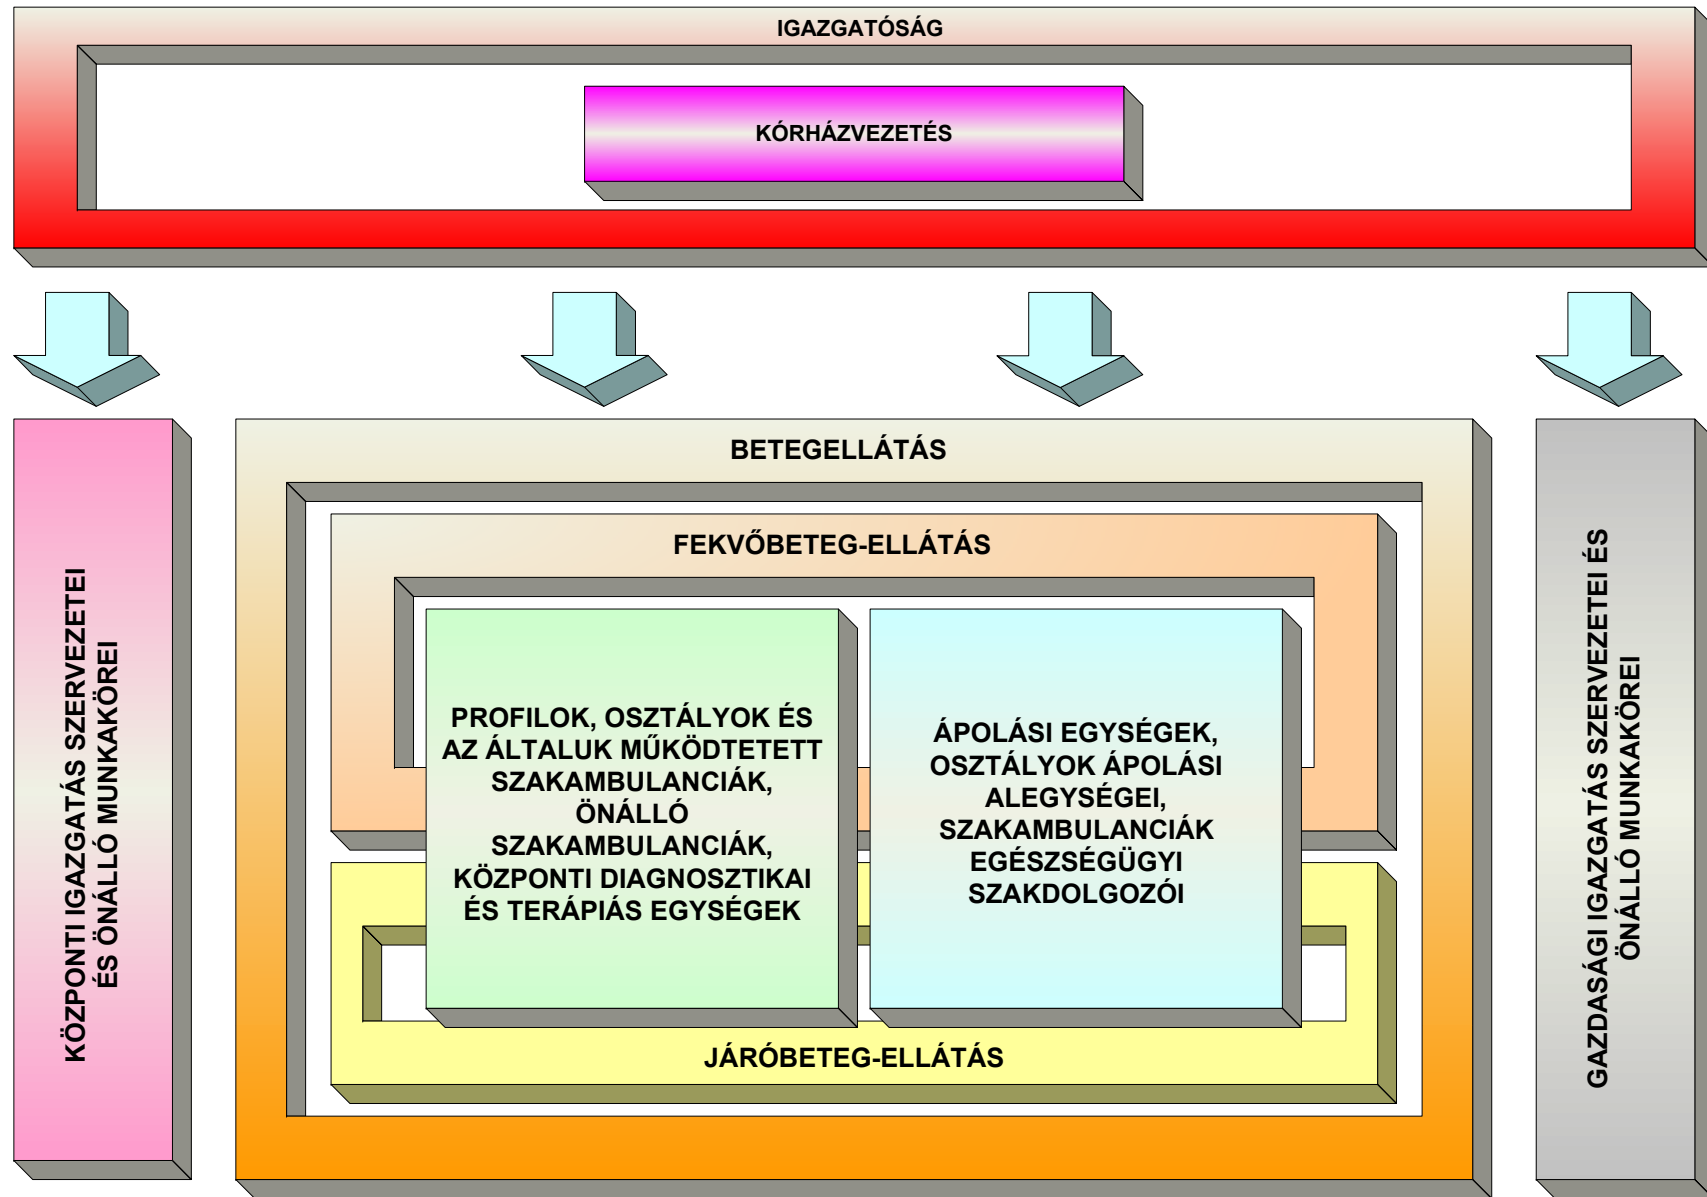 IGAZGATÓSÁG
KÓRHÁZVEZETÉS
KÖZPONTI IGAZGATÁS SZERVEZETEI
ÉS ÖNÁLLÓ MUNKAKÖREI
BETEGELLÁTÁS
FEKVŐBETEG-ELLÁTÁS
PROFILOK, OSZTÁLYOK ÉS
AZ ÁLTALUK MŰKÖDTETETT
SZAKAMBULANCIÁK,
ÖNÁLLÓ
SZAKAMBULANCIÁK,
KÖZPONTI DIAGNOSZTIKAI
ÉS TERÁPIÁS EGYSÉGEK
ÁPOLÁSI EGYSÉGEK,
OSZTÁLYOK ÁPOLÁSI
ALEGYSÉGEI,
SZAKAMBULANCIÁK
EGÉSZSÉGÜGYI
SZAKDOLGOZÓI
JÁRÓBETEG-ELLÁTÁS
GAZDASÁGI IGAZGATÁS SZERVEZETEI ÉS
ÖNÁLLÓ MUNKAKÖREI